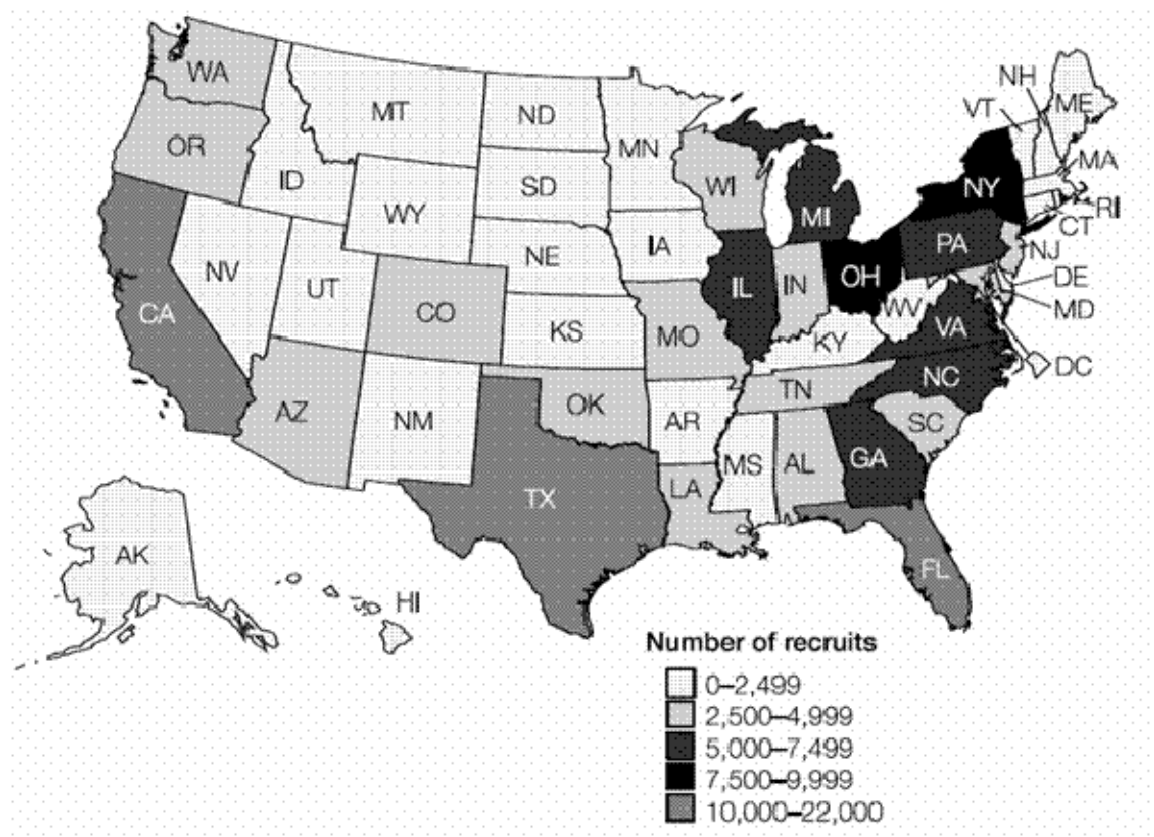 WA
MIT
ND
MN
NH
VT
ME
OR
ID
SD
WI
MI
NY
MA
WY
RI
CT
NV
UT
NE
IA
PA
NJ
CA
CO
KS
MO
IL
IN
OH
WV
VA
DE
MD
KY
DC
AZ
NM
OK
AR
TN
NC
SC
TX
LA
MS
AL
GA
FL
AK
HI
Number of recruits
0–2,499
2,500–4,999
5,000–7,499
7,500–9,999
10,000–22,000